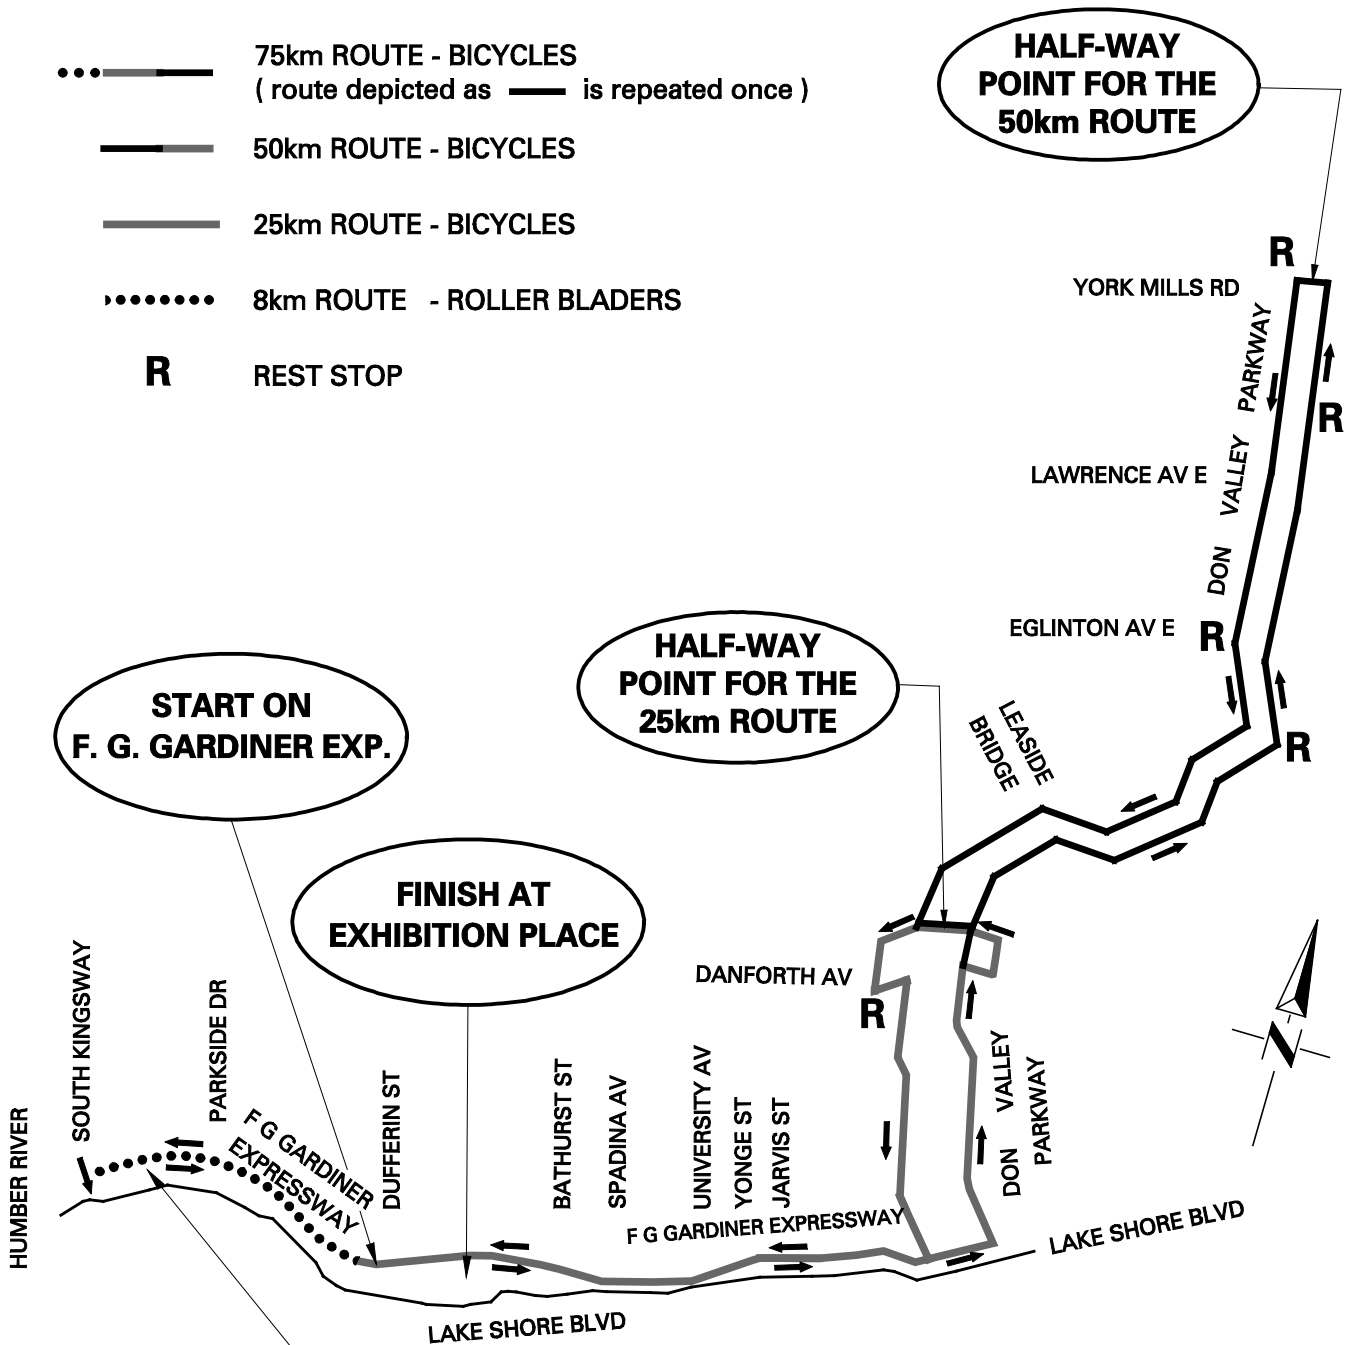 75km ROUTE - BICYCLES
( route depicted as is repeated once )
50km ROUTE - BICYCLES
25km ROUTE - BICYCLES
8km ROUTE - ROLLER BLADERS
R REST STOP
HALF-WAY
POINT FOR THE
50km ROUTE
R
YORK MILLS RD
DON VALLEY PARKWAY
R
LAWRENCE AV E
EGLINTON AV E
R
R
LEASIDE
BRIDGE
HALF-WAY
POINT FOR THE
25km ROUTE
START ON
F. G. GARDINER EXP.
FINISH AT
EXHIBITION PLACE
DANFORTH AV
R
N
DON VALLEY
PARKWAY
HUMBER RIVER
SOUTH KINGSWAY
PARKSIDE DR
F G GARDINER
EXPRESSWAY
DUFFERIN ST
BATHURST ST
SPADINA AV
UNIVERSITY AV
YONGE ST
JARVIS ST
F G GARDINER EXPRESSWAY
LAKE SHORE BLVD
LAKE SHORE BLVD